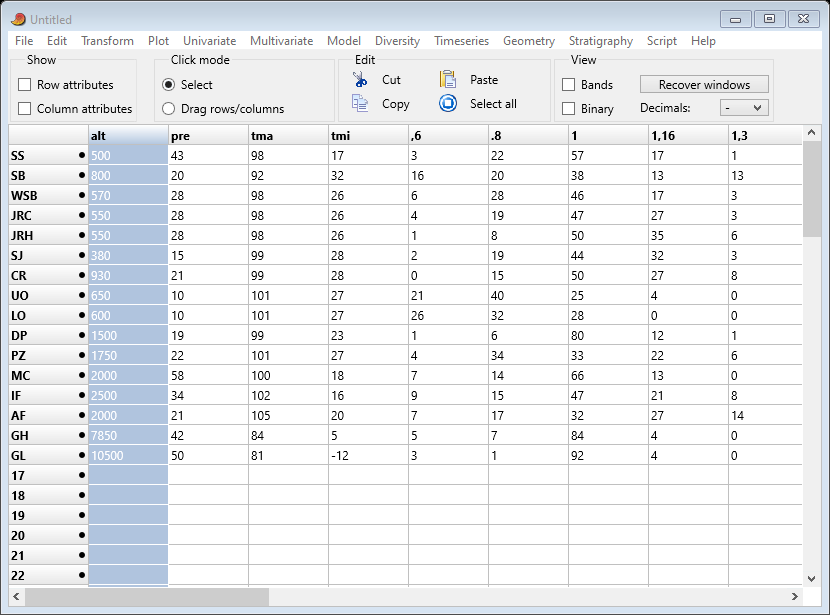 Untitled
File Edit Transform Plot Univariate Multivariate Model Diversity Timeseries Geometry Stratigraphy Script Help
Show Click mode Edit View
Row attributes Select Cut Paste Bands Recover windows
Column attributes Drag rows/columns Copy Select all Binary Decimals: -
alt pre tma tmi ,6 .8 1 1,16 1,3
SS 500 43 98 17 3 22 57 17 1
SB 800 20 92 32 16 20 38 13 13
WSB 570 28 98 26 6 28 46 17 3
JRC 550 28 98 26 4 19 47 27 3
JRH 550 28 98 26 1 8 50 35 6
SJ 380 15 99 28 2 19 44 32 3
CR 930 21 99 28 0 15 50 27 8
UO 650 10 101 27 21 40 25 4 0
LO 600 10 101 27 26 32 28 0 0
DP 1500 19 99 23 1 6 80 12 1
PZ 1750 22 101 27 4 34 33 22 6
MC 2000 58 100 18 7 14 66 13 0
IF 2500 34 102 16 9 15 47 21 8
AF 2000 21 105 20 7 17 32 27 14
GH 7850 42 84 5 5 7 84 4 0
GL 10500 50 81 -12 3 1 92 4 0
17
18
19
20
21
22